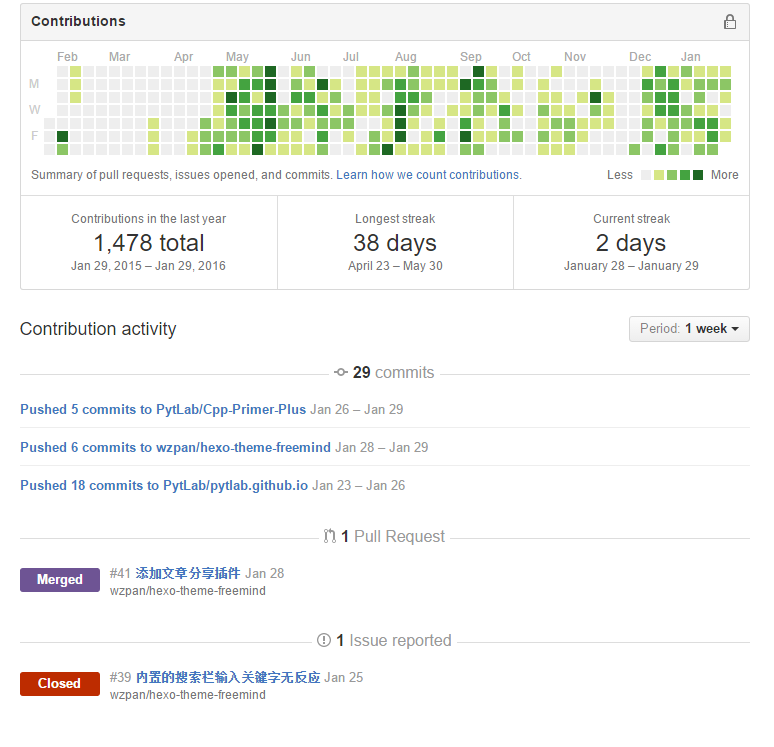 Contributions
Feb Mar Apr May Jun Jul Aug Sep Oct Nov Dec Jan
M
W
F
Summary of pull requests, issues opened, and commits. Learn how we count contributions.
Less More
Contributions in the last year
1,478 total
Jan 29, 2015 – Jan 29, 2016
Longest streak
38 days
April 23 – May 30
Current streak
2 days
January 28 – January 29
Contribution activity
Period: 1 week
29 commits
Pushed 5 commits to PytLab/Cpp-Primer-Plus Jan 26 – Jan 29
Pushed 6 commits to wzpan/hexo-theme-freemind Jan 28 – Jan 29
Pushed 18 commits to PytLab/pytlab.github.io Jan 23 – Jan 26
1 Pull Request
Merged #41 添加文章分享插件 Jan 28
wzpan/hexo-theme-freemind
1 Issue reported
Closed #39 内置的搜索栏输入关键字无反应 Jan 25
wzpan/hexo-theme-freemind